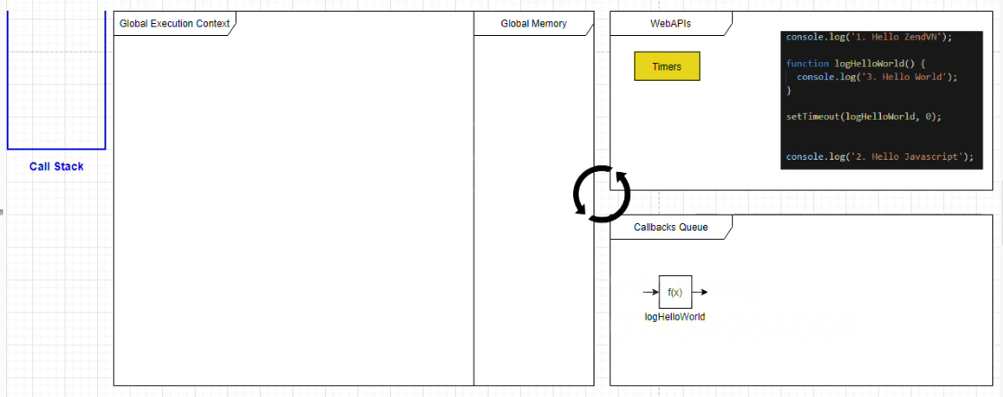 Global Execution Context
Global Memory
WebAPIs
Timers
console.log('1. Hello ZendVN');
function logHelloWorld() {
console.log('3. Hello World');
}
setTimeout(logHelloWorld, 0);
console.log('2. Hello Javascript');
Call Stack
Callbacks Queue
f(x)
logHelloWorld